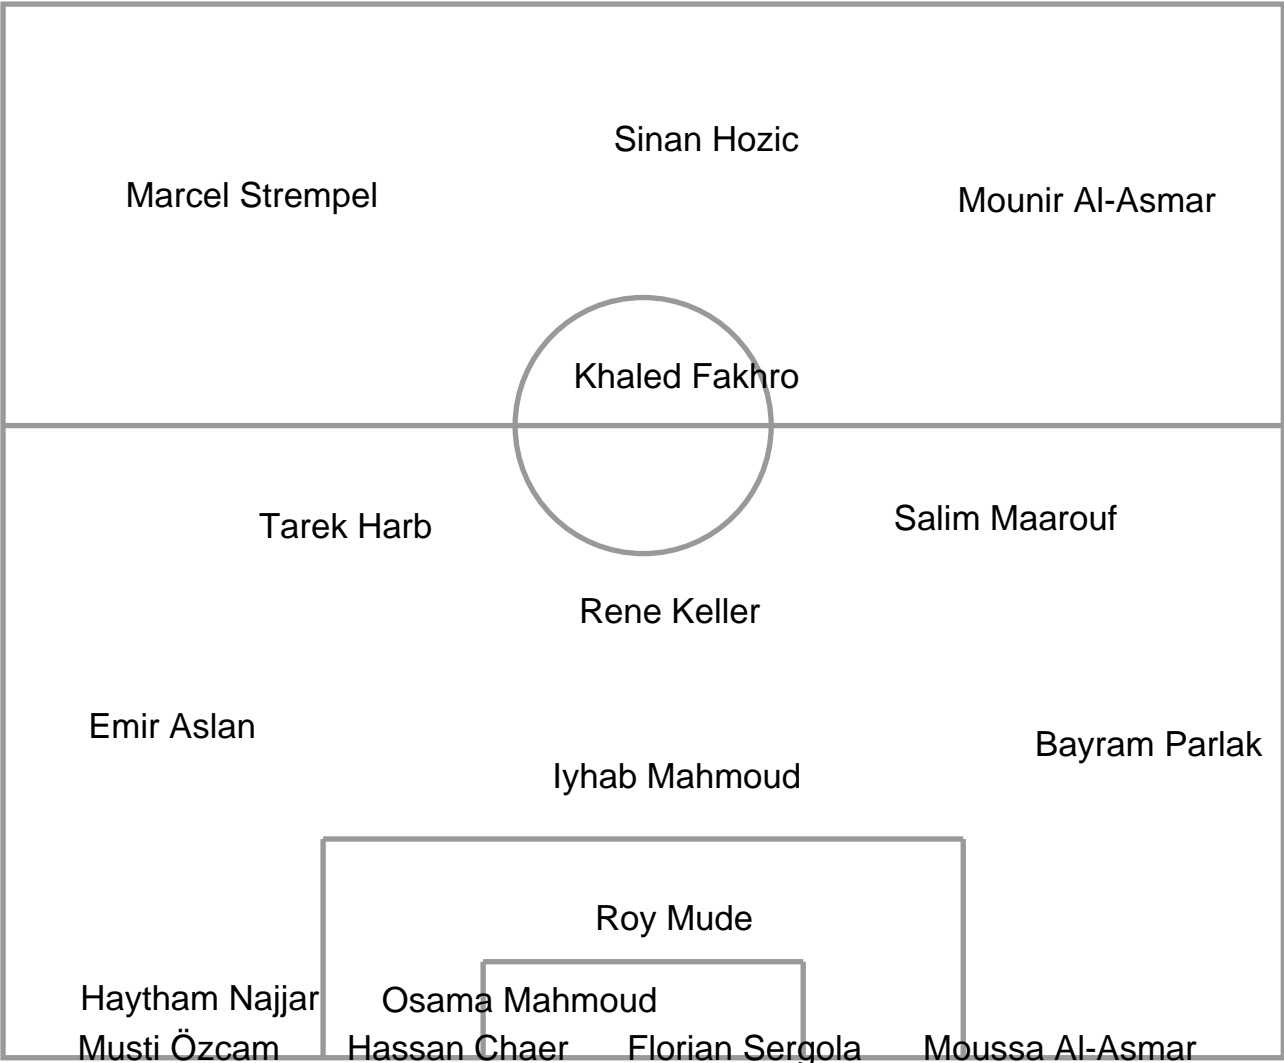 Sinan Hozic
Marcel Strempel
Mounir Al-Asmar
Khaled Fakhro
Tarek Harb
Salim Maarouf
Rene Keller
Emir Aslan
Bayram Parlak
Iyhab Mahmoud
Roy Mude
Haytham Najjar
Osama Mahmoud
Musti Özcam
Hassan Chaer
Florian Sergola
Moussa Al-Asmar